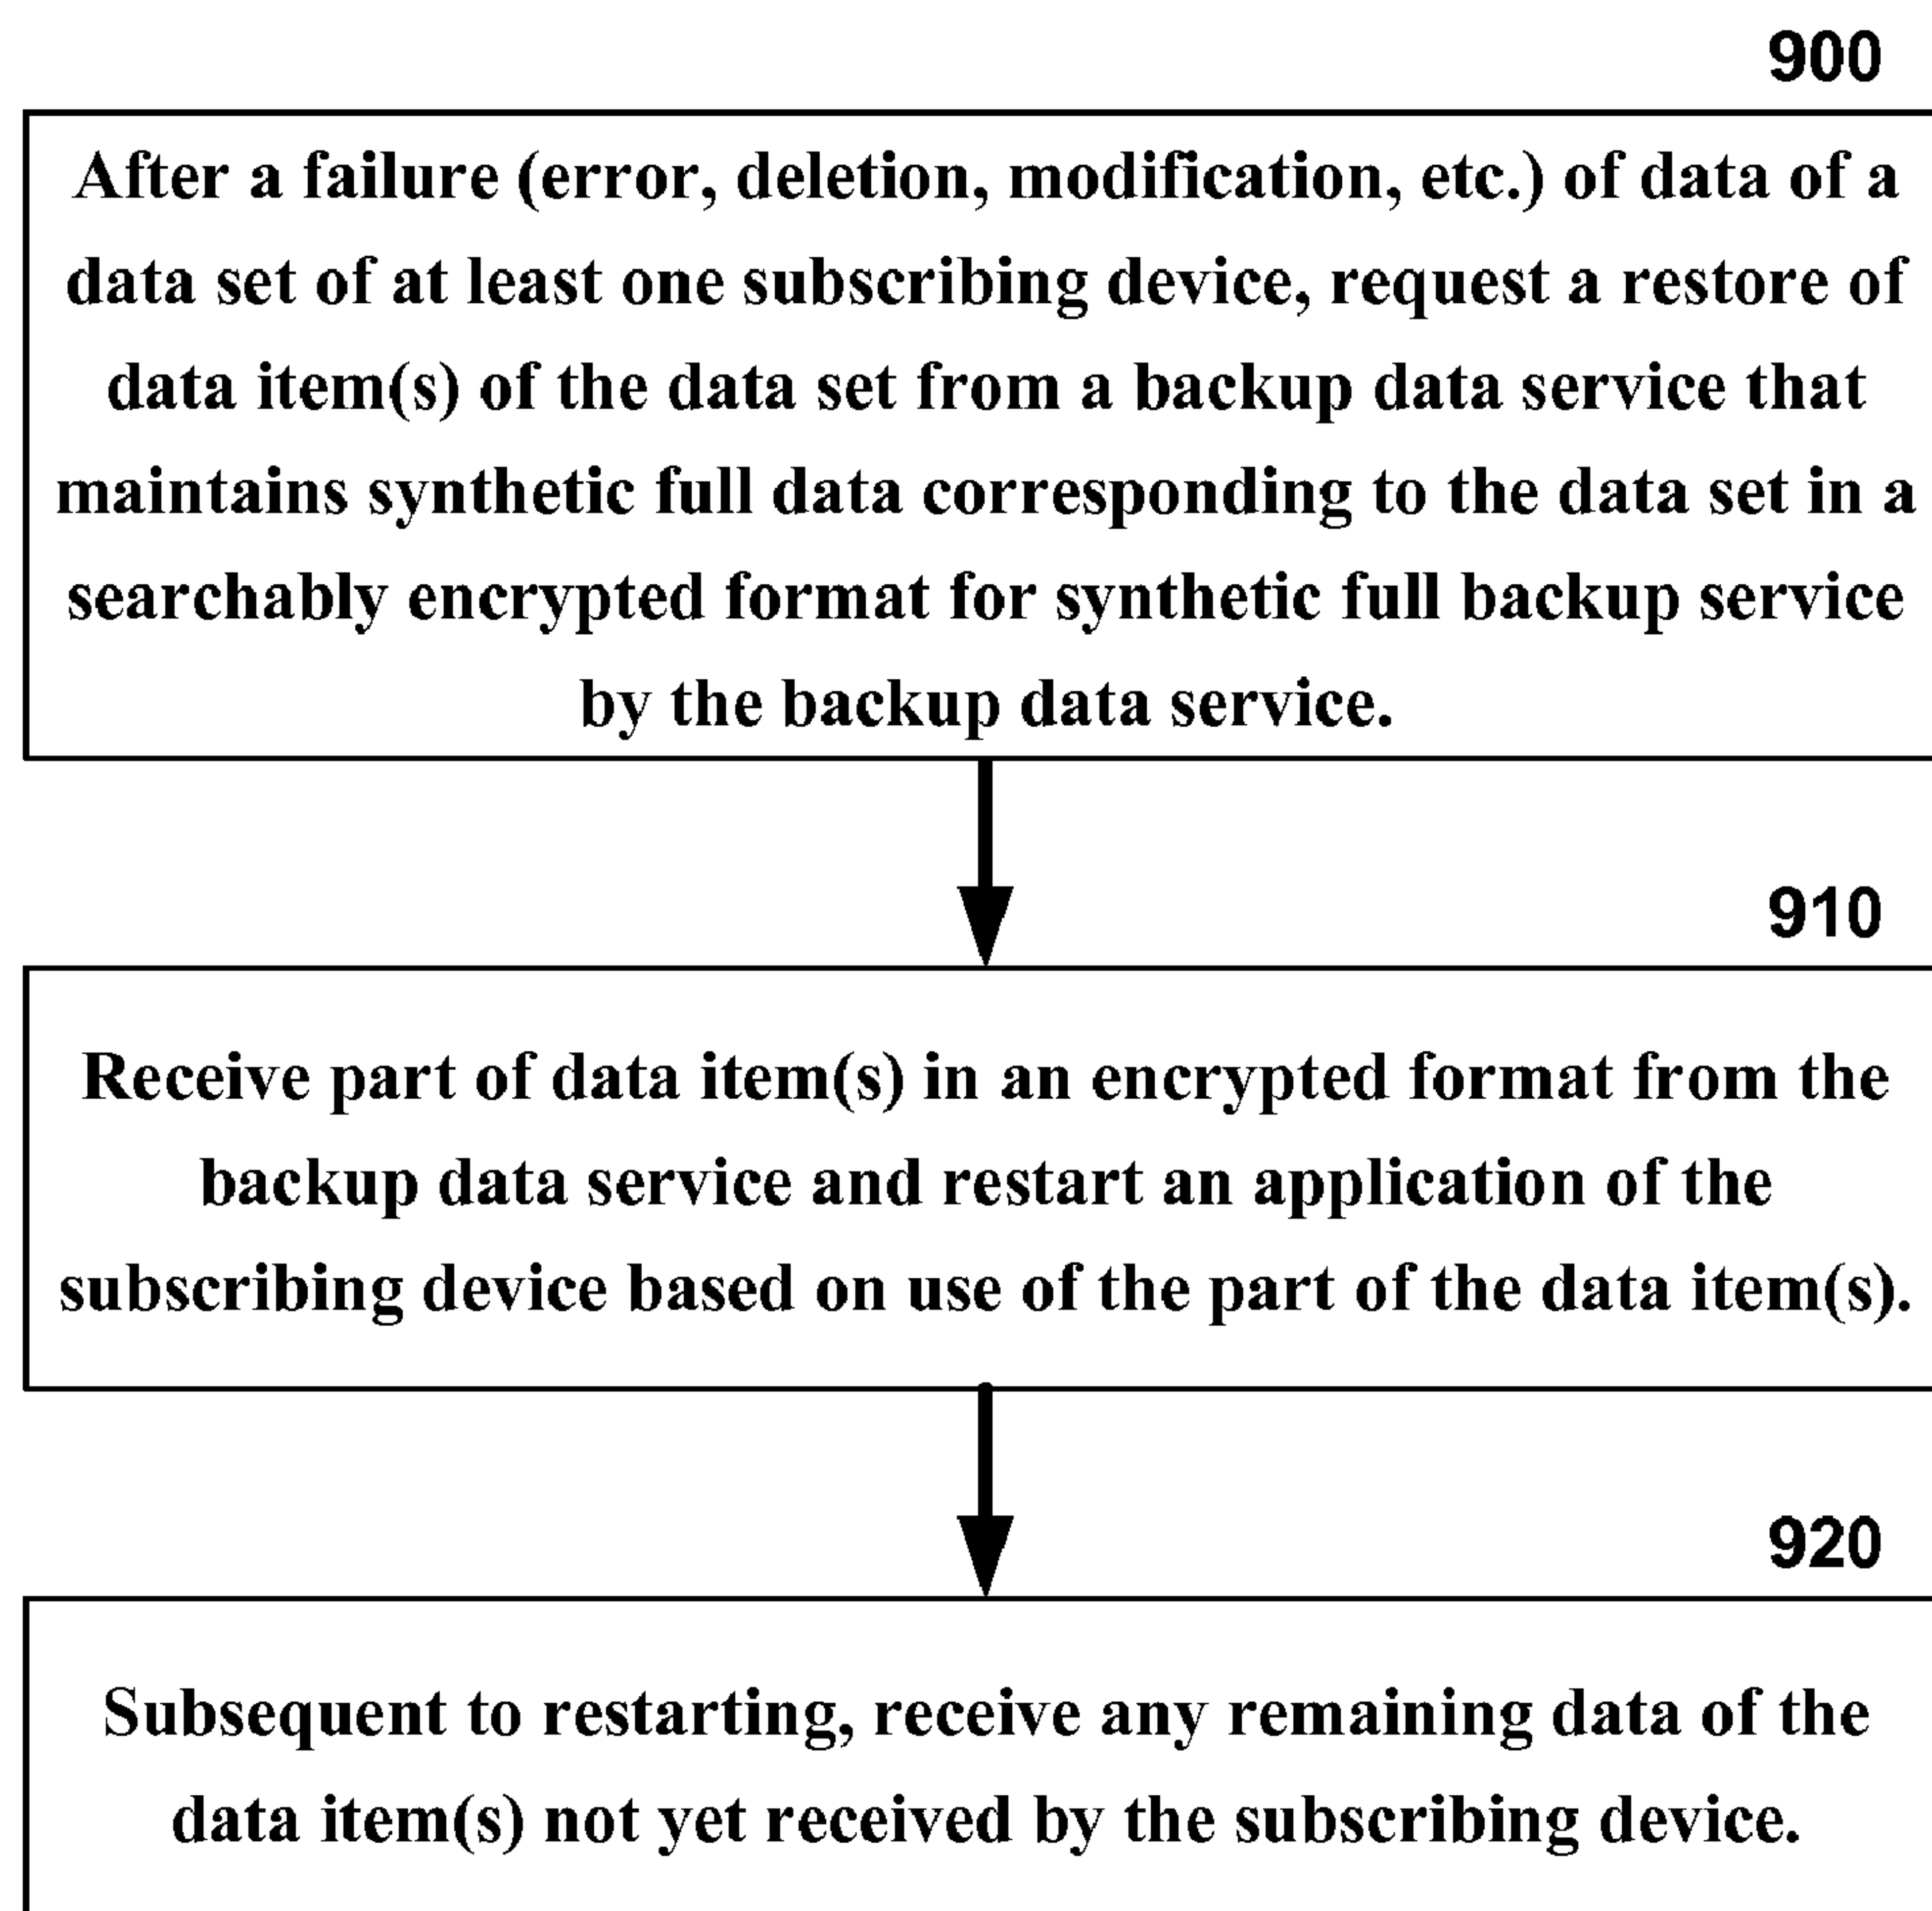 900
After a failure (error, deletion, modification, etc.) of data of a
data set of at least one subscribing device, request a restore of
data item(s) of the data set from a backup data service that
maintains synthetic full data corresponding to the data set in a
searchably encrypted format for synthetic full backup service
by the backup data service.
910
Receive part of data item(s) in an encrypted format from the
backup data service and restart an application of the
subscribing device based on use of the part of the data item(s).
920
Subsequent to restarting, receive any remaining data of the
data item(s) not yet received by the subscribing device.